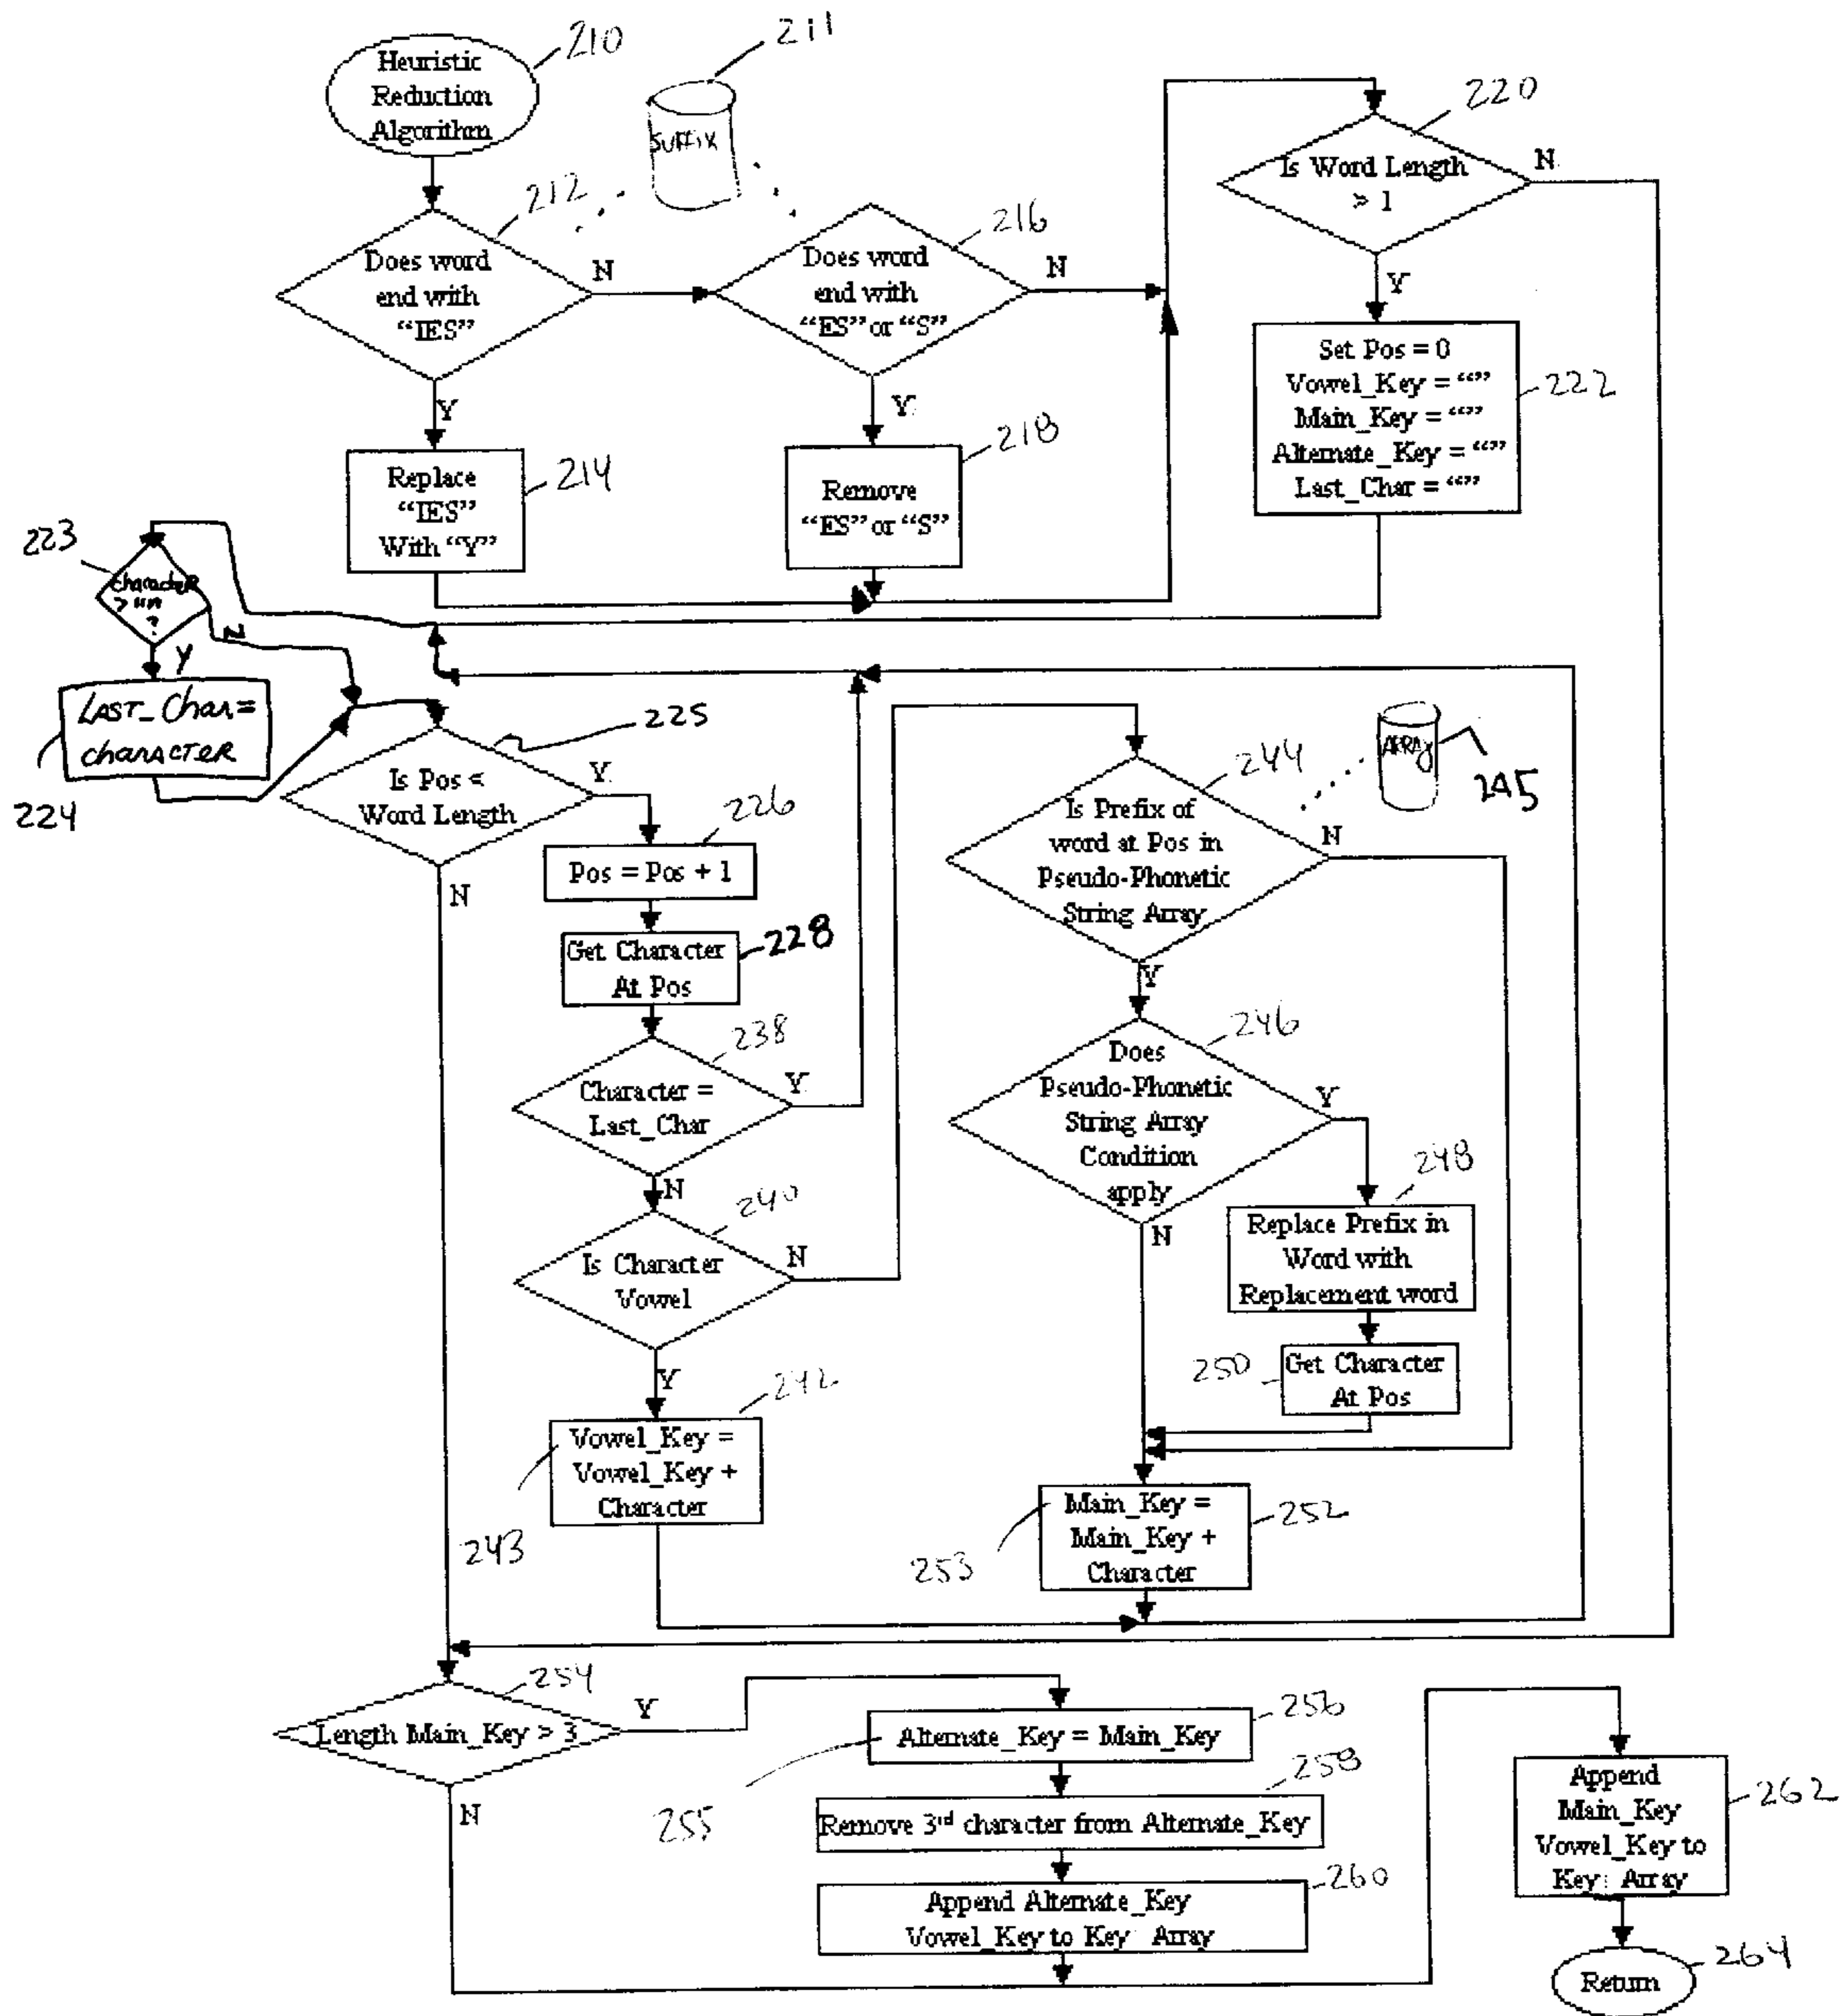 210
Heuristic
Reduction
Algorithm
211
SUFFIX
212
Does word
end with
“IES”
N
Y
216
Does word
end with
“ES” or “S”
N
Y
220
Is Word Length
> 1
N
Y
214
Replace
“IES”
With “Y”
218
Remove
“ES” or “S”
Set Pos = 0
Vowel_Key = “”
Main_Key = “”
Alternate_Key = “”
Last_Char = “”
222
223
character
> “”
?
N
Y
LAST_Char=
character
224
225
Is Pos <
Word Length
Y
N
226
Pos = Pos + 1
Get Character
At Pos
228
238
Character =
Last_Char
Y
N
240
Is Character
Vowel
N
Y
242
Vowel_Key =
Vowel_Key +
Character
243
244
Is Prefix of
word at Pos in
Pseudo-Phonetic
String Array
N
Y
ARRAY
245
246
Does
Pseudo-Phonetic
String Array
Condition
apply
Y
N
248
Replace Prefix in
Word with
Replacement word
250
Get Character
At Pos
Main_Key =
Main_Key +
Character
252
253
254
Length Main_Key > 3
Y
N
256
Alternate_Key = Main_Key
255
258
Remove 3rd character from Alternate_Key
260
Append Alternate_Key
Vowel_Key to Key Array
Append
Main_Key
Vowel_Key to
Key Array
262
Return
264